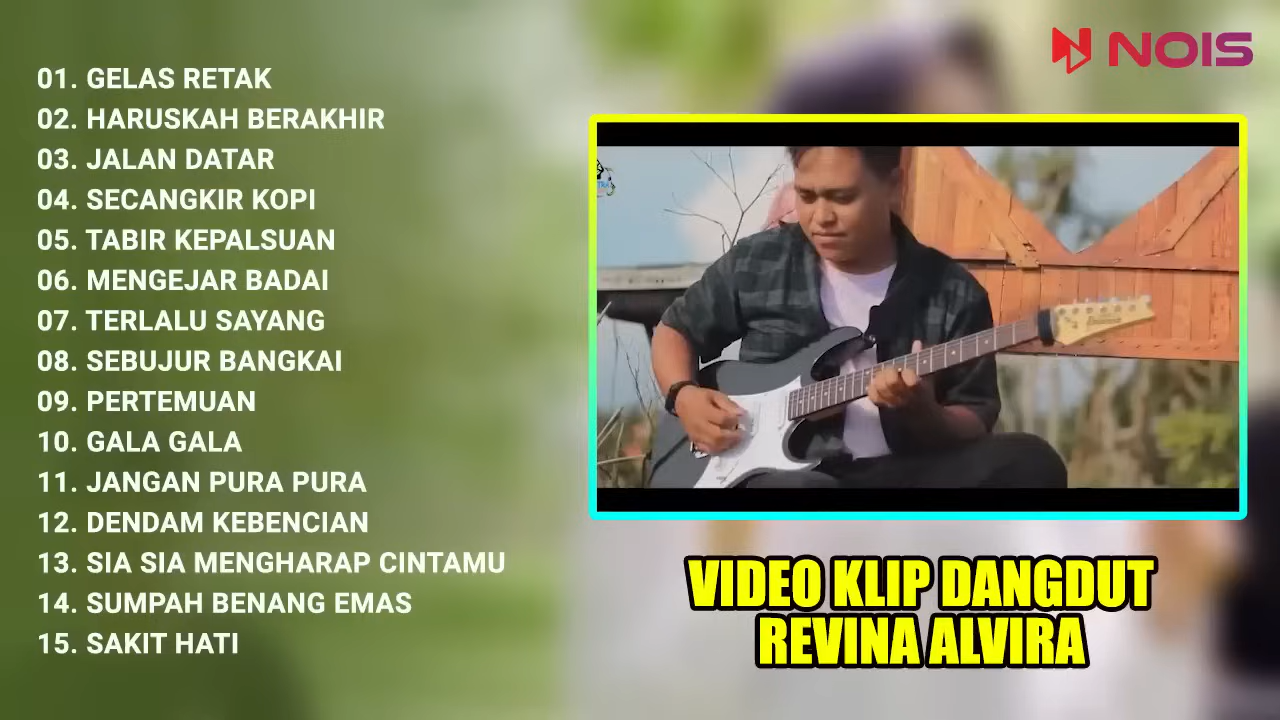 01. GELAS RETAK
02. HARUSKAH BERAKHIR
03. JALAN DATAR
04. SECANGKIR KOPI
05. TABIR KEPALSUAN
06. MENGEJAR BADAI
07. TERLALU SAYANG
08. SEBUJUR BANGKAI
09. PERTEMUAN
10. GALA GALA
11. JANGAN PURA PURA
12. DENDAM KEBENCIAN
13. SIA SIA MENGHARAP CINTAMU
14. SUMPAH BENANG EMAS
15. SAKIT HATI
NOIS
VIDEO KLIP DANGDUT
REVINA ALVIRA